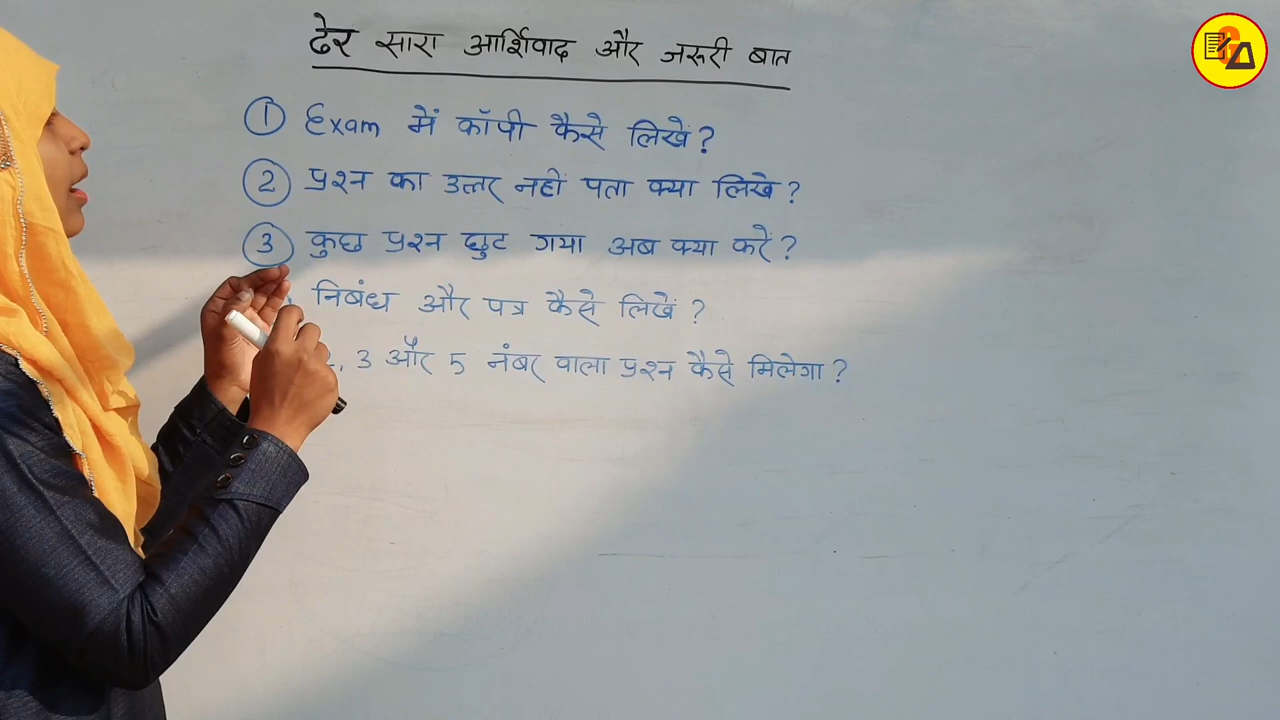 ढेर सारा आर्शिवाद और जरूरी बात
① Exam में कॉपी कैसे लिखें?
② प्रश्न का उत्तर नहीं पता क्या लिखे?
③ कुछ प्रश्न छुट गया अब क्या करें?
निबंध और पत्र कैसे लिखें?
2, 3 और 5 नंबर वाला प्रश्न कैसे मिलेगा?